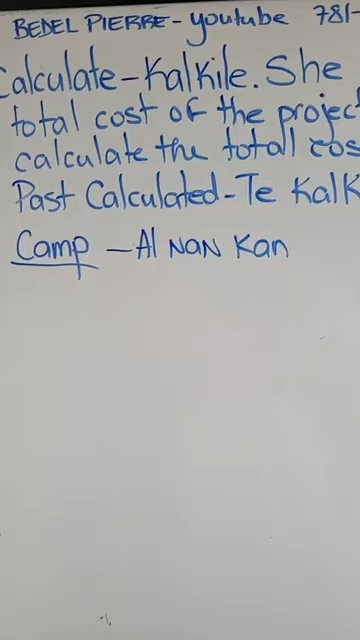 BEDEL PIERRE - youtube 781-
Calculate - Kalkile. She
total cost of the projec
calculate the total cos
Past Calculated - Te Kalk
Camp - Al NAN Kan